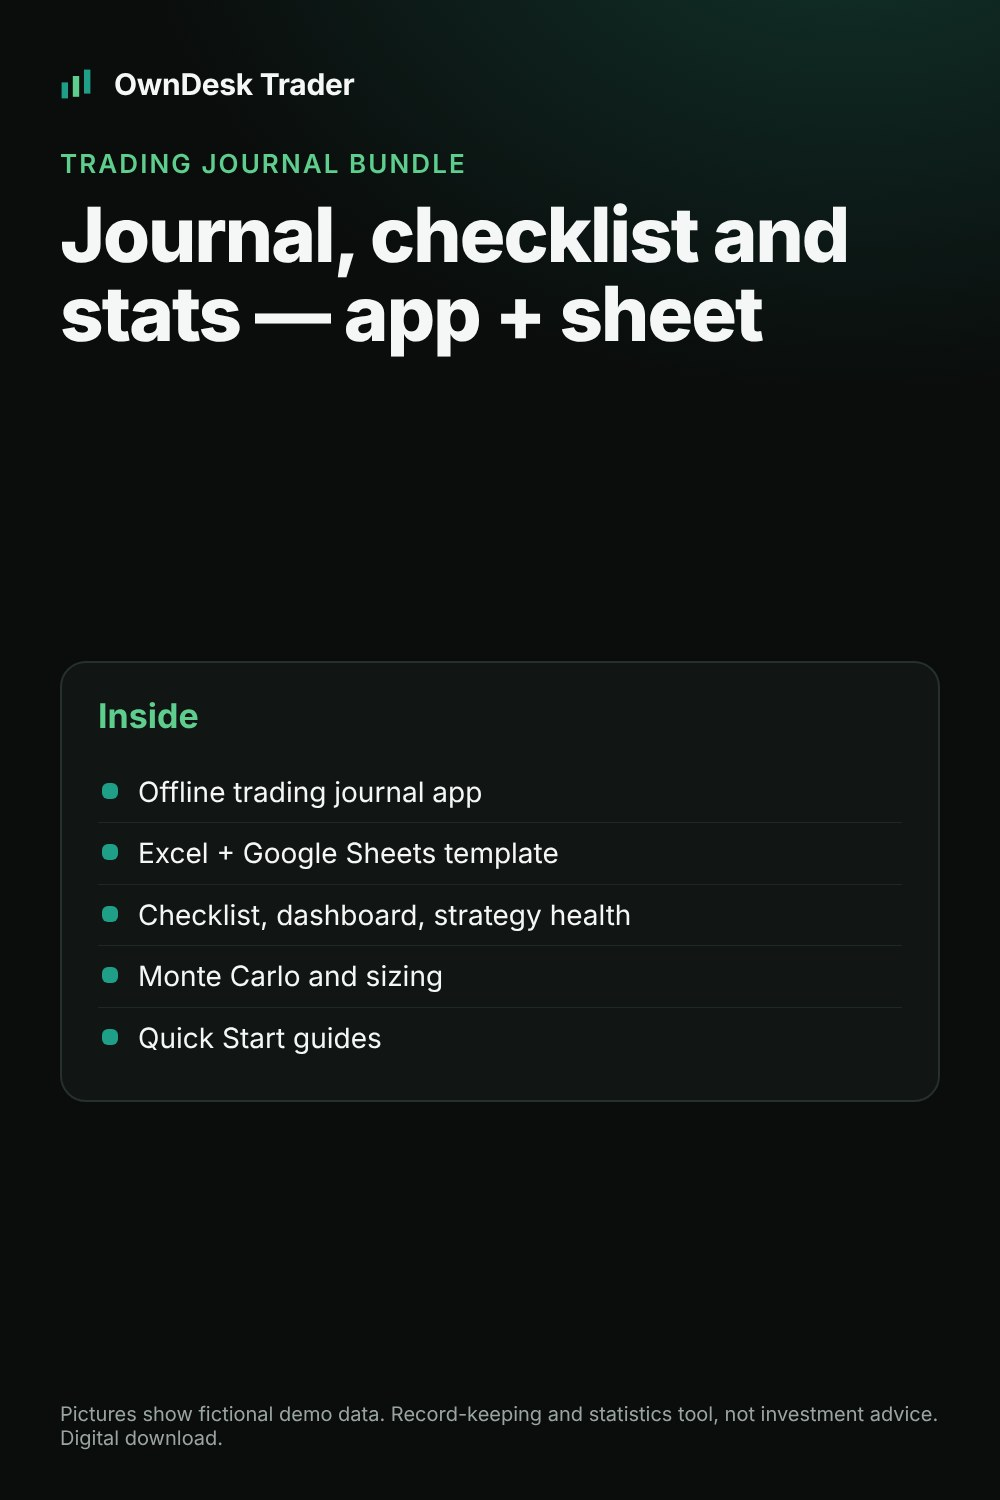 OwnDesk Trader
TRADING JOURNAL BUNDLE
Journal, checklist and
stats — app + sheet
Inside
Offline trading journal app
Excel + Google Sheets template
Checklist, dashboard, strategy health
Monte Carlo and sizing
Quick Start guides
Pictures show fictional demo data. Record-keeping and statistics tool, not investment advice.
Digital download.